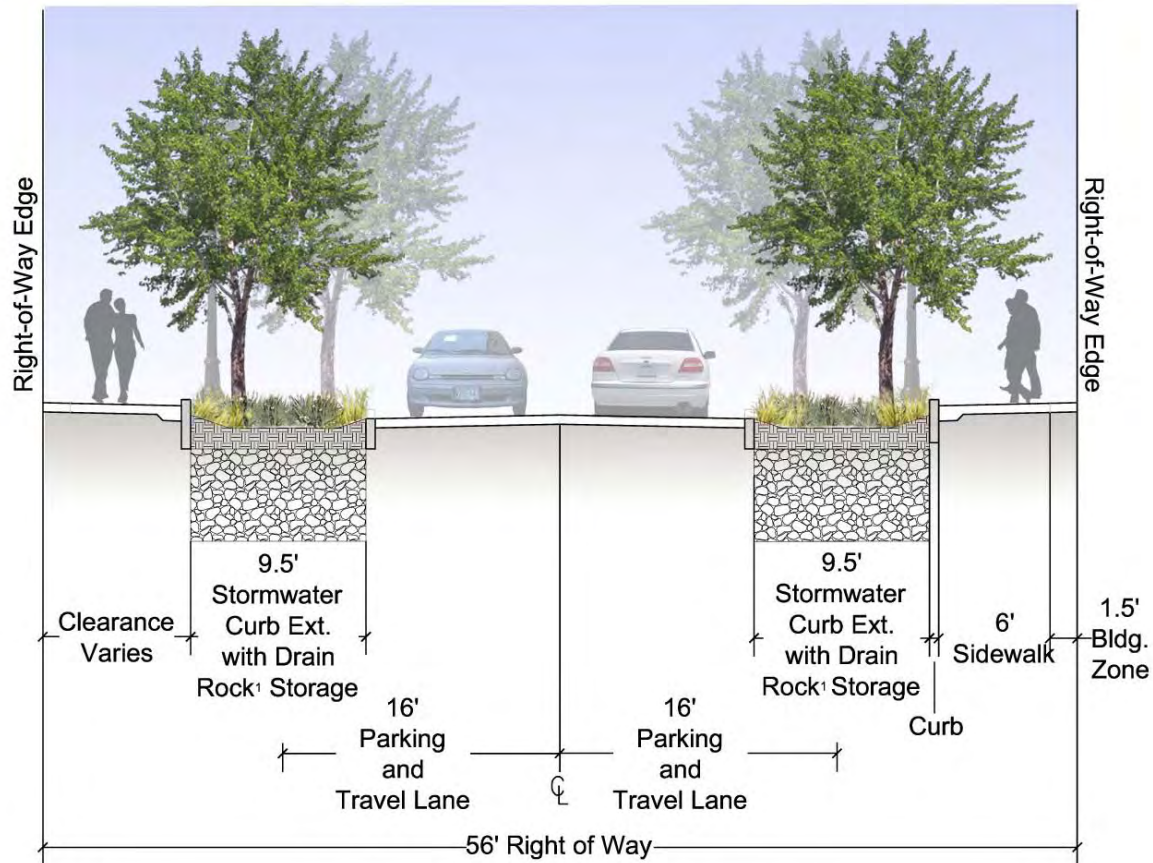 Right-of-Way Edge
Right-of-Way Edge
Clearance
Varies
9.5'
Stormwater
Curb Ext.
with Drain
Rock¹ Storage
9.5'
Stormwater
Curb Ext.
with Drain
Rock¹ Storage
6'
Sidewalk
1.5'
Bldg.
Zone
Curb
16'
Parking
and
Travel Lane
16'
Parking
and
Travel Lane
℄
56' Right of Way